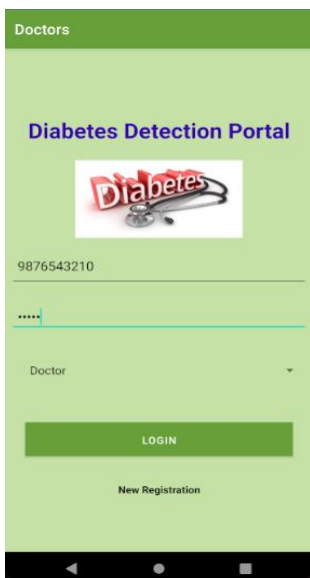 Doctors
Diabetes Detection Portal
Diabetes
9876543210
•••••
Doctor
LOGIN
New Registration